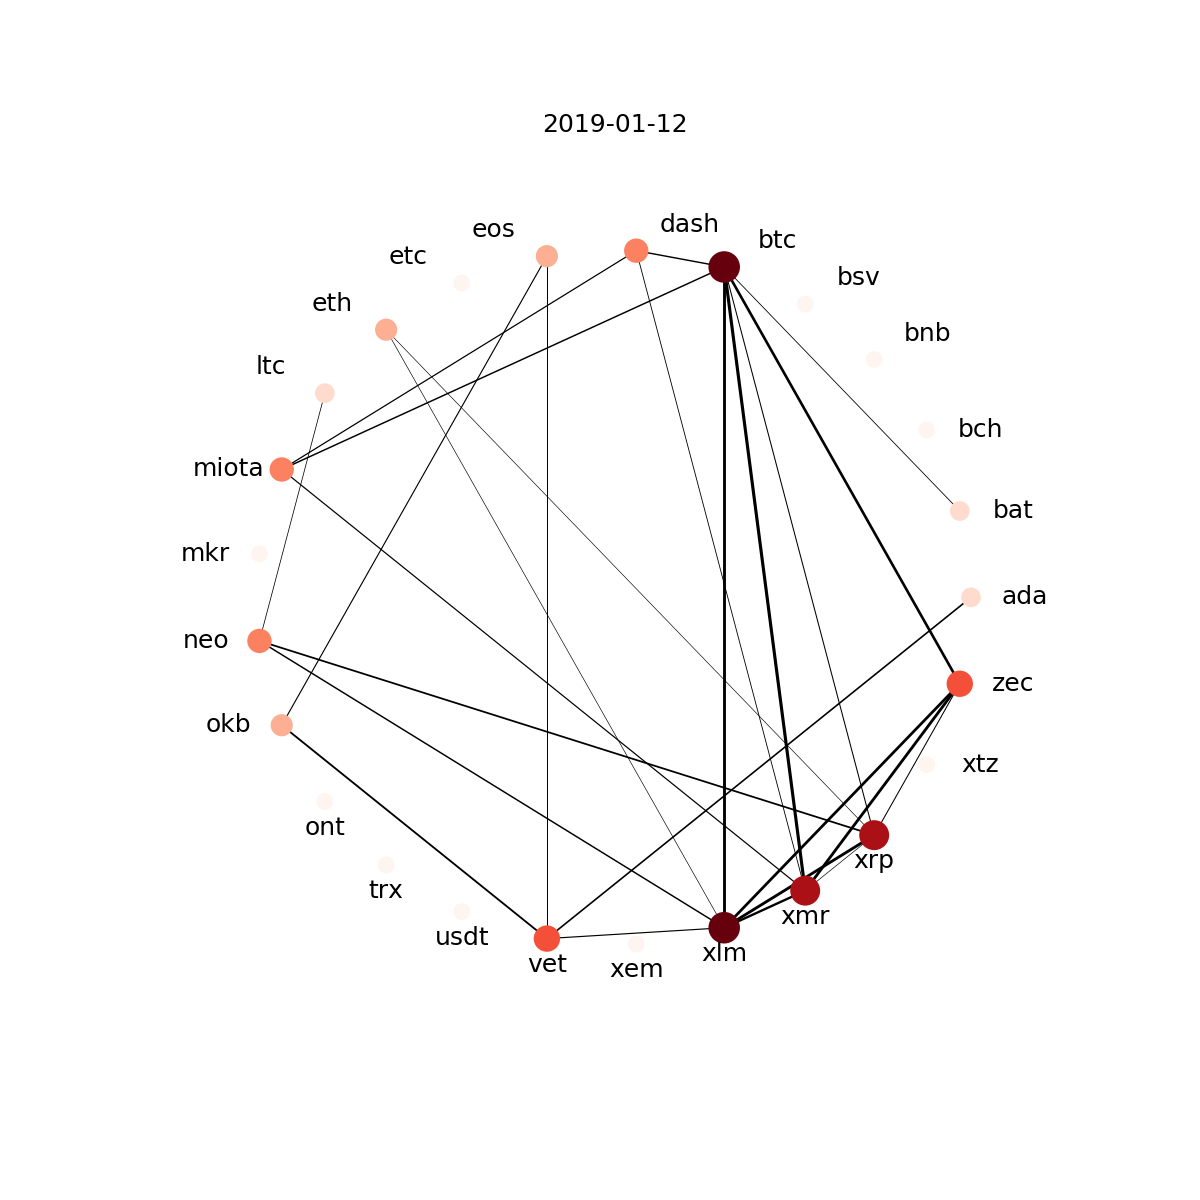 2019-01-12
dash
eos
btc
etc
bsv
eth
bnb
ltc
bch
miota
bat
mkr
ada
neo
zec
okb
xtz
ont
xrp
trx
xmr
usdt
xlm
vet
xem